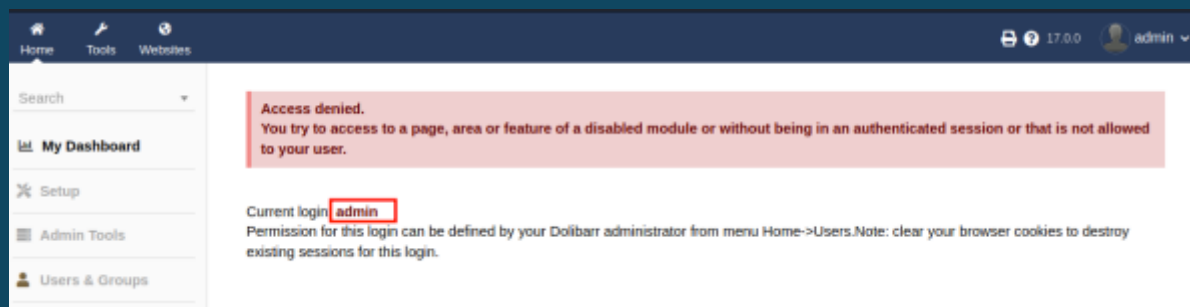 Home Tools Websites
17.0.0 admin
Search
My Dashboard
Setup
Admin Tools
Users & Groups
Access denied.
You try to access to a page, area or feature of a disabled module or without being in an authenticated session or that is not allowed
to your user.
Current login admin
Permission for this login can be defined by your Dolibarr administrator from menu Home->Users.Note: clear your browser cookies to destroy
existing sessions for this login.